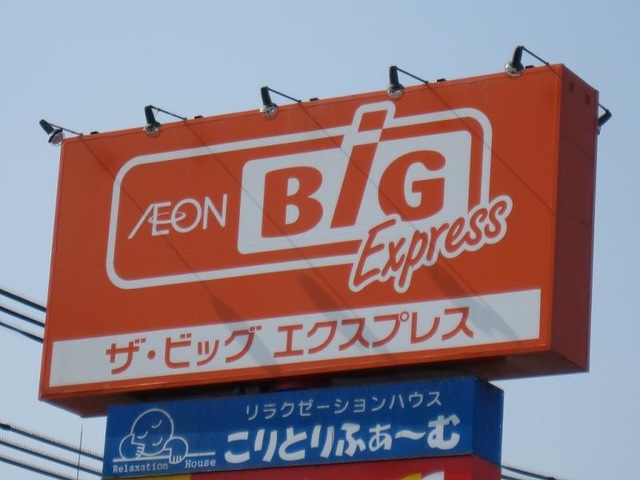 ÆON BiG
Express
ザ・ビッグ エクスプレス
リラクゼーションハウス
こりとりふぁ〜む
Relaxation House